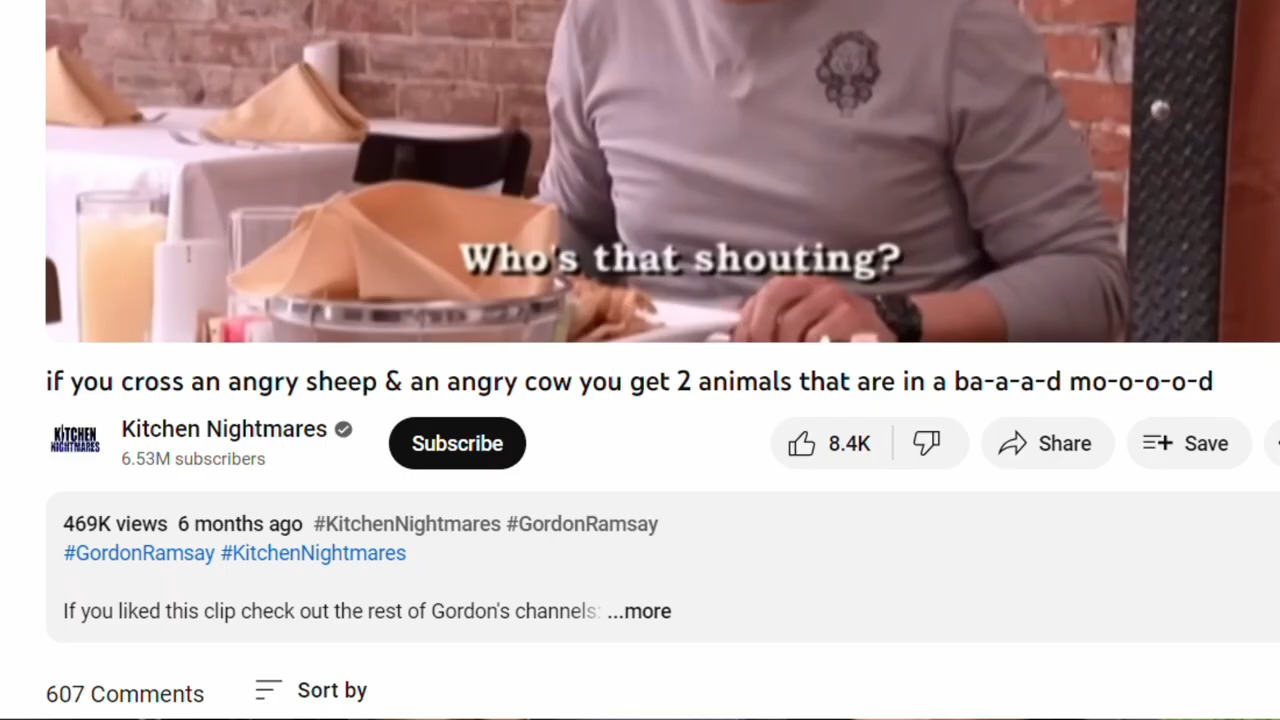 Who's that shouting?
if you cross an angry sheep & an angry cow you get 2 animals that are in a ba-a-a-d mo-o-o-o-d
KITCHEN
NIGHTMARES
Kitchen Nightmares
6.53M subscribers
Subscribe
8.4K
Share
Save
469K views 6 months ago #KitchenNightmares #GordonRamsay
#GordonRamsay #KitchenNightmares
If you liked this clip check out the rest of Gordon's channels: ...more
607 Comments
Sort by